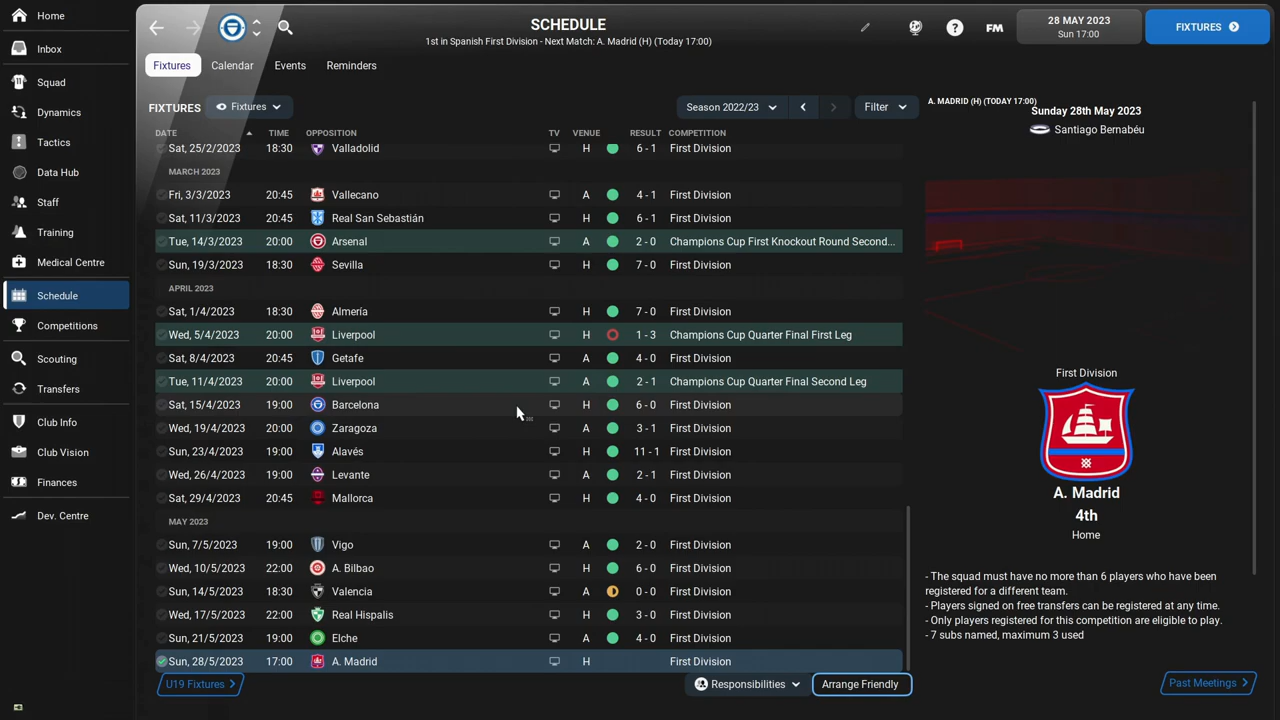 Home
SCHEDULE
1st in Spanish First Division - Next Match: A. Madrid (H) (Today 17:00)
FM
28 MAY 2023
Sun 17:00
FIXTURES
Inbox
Squad
Dynamics
Tactics
Data Hub
Staff
Training
Medical Centre
Schedule
Competitions
Scouting
Transfers
Club Info
Club Vision
Finances
Dev. Centre
Fixtures Calendar Events Reminders
FIXTURES Fixtures Season 2022/23 Filter
DATE TIME OPPOSITION TV VENUE RESULT COMPETITION
Sat, 25/2/2023 18:30 Valladolid H 6 - 1 First Division
MARCH 2023
Fri, 3/3/2023 20:45 Vallecano A 4 - 1 First Division
Sat, 11/3/2023 20:45 Real San Sebastián H 6 - 1 First Division
Tue, 14/3/2023 20:00 Arsenal A 2 - 0 Champions Cup First Knockout Round Second...
Sun, 19/3/2023 18:30 Sevilla H 7 - 0 First Division
APRIL 2023
Sat, 1/4/2023 18:30 Almería H 7 - 0 First Division
Wed, 5/4/2023 20:00 Liverpool H 1 - 3 Champions Cup Quarter Final First Leg
Sat, 8/4/2023 20:45 Getafe A 4 - 0 First Division
Tue, 11/4/2023 20:00 Liverpool A 2 - 1 Champions Cup Quarter Final Second Leg
Sat, 15/4/2023 19:00 Barcelona H 6 - 0 First Division
Wed, 19/4/2023 20:00 Zaragoza A 3 - 1 First Division
Sun, 23/4/2023 19:00 Alavés H 11 - 1 First Division
Wed, 26/4/2023 19:00 Levante A 2 - 1 First Division
Sat, 29/4/2023 20:45 Mallorca H 4 - 0 First Division
MAY 2023
Sun, 7/5/2023 19:00 Vigo A 2 - 0 First Division
Wed, 10/5/2023 22:00 A. Bilbao H 6 - 0 First Division
Sun, 14/5/2023 18:30 Valencia A 0 - 0 First Division
Wed, 17/5/2023 22:00 Real Hispalis H 3 - 0 First Division
Sun, 21/5/2023 19:00 Elche A 4 - 0 First Division
Sun, 28/5/2023 17:00 A. Madrid H First Division
U19 Fixtures Responsibilities Arrange Friendly
A. MADRID (H) (TODAY 17:00)
Sunday 28th May 2023
Santiago Bernabéu
First Division
A. Madrid
4th
Home
- The squad must have no more than 6 players who have been
registered for a different team.
- Players signed on free transfers can be registered at any time.
- Only players registered for this competition are eligible to play.
- 7 subs named, maximum 3 used
Past Meetings